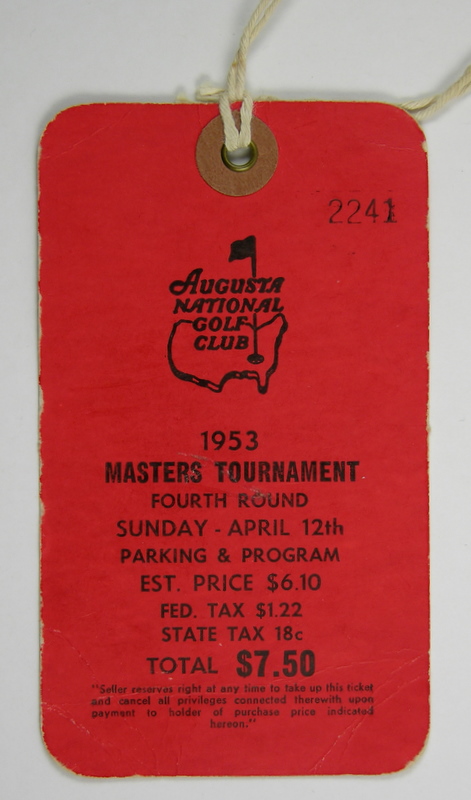 2241
AUGUSTA
NATIONAL
GOLF
CLUB
1953
MASTERS TOURNAMENT
FOURTH ROUND
SUNDAY - APRIL 12th
PARKING & PROGRAM
EST. PRICE $6.10
FED. TAX $1.22
STATE TAX 18c
TOTAL $7.50
"Seller reserves right at any time to take up this ticket
and cancel all privileges connected therewith upon
payment to holder of purchase price indicated
hereon."